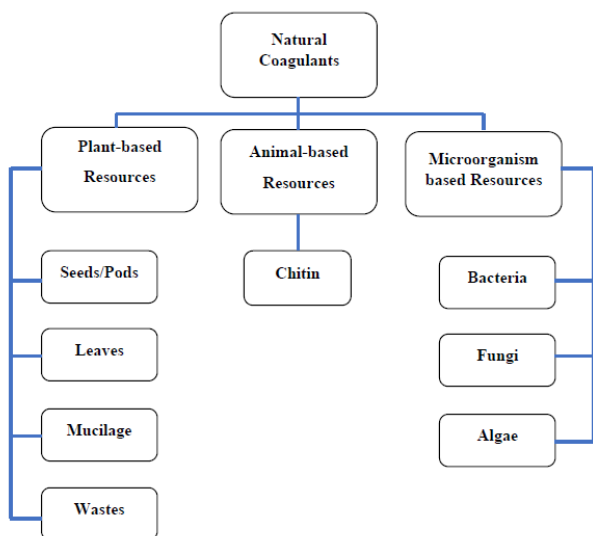 Natural
Coagulants
Plant-based
Resources
Animal-based
Resources
Microorganism
based Resources
Seeds/Pods
Leaves
Mucilage
Wastes
Chitin
Bacteria
Fungi
Algae